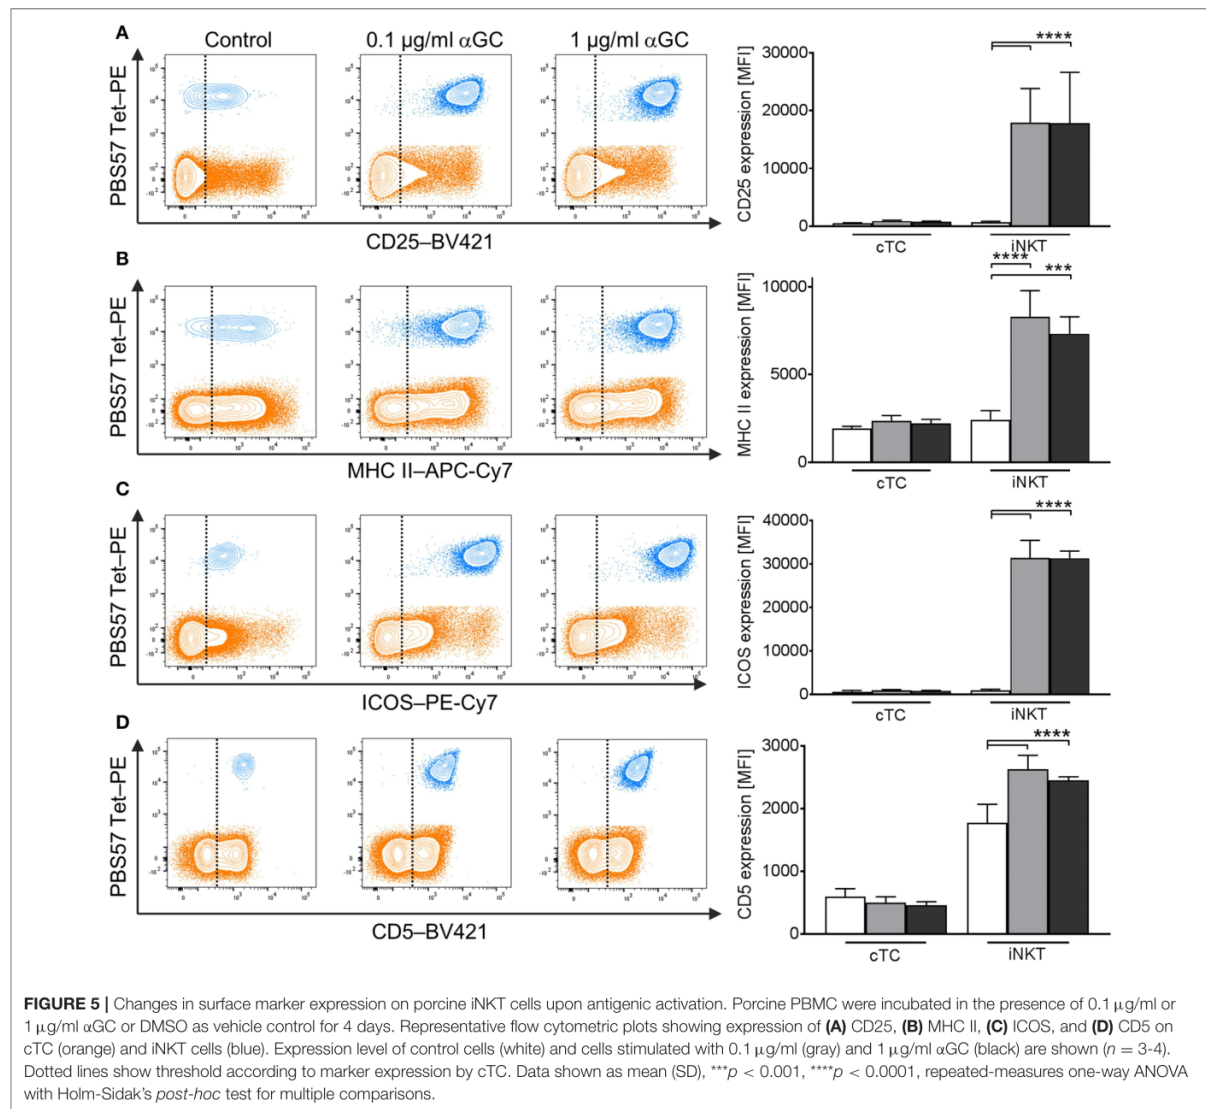 A
Control
0.1 µg/ml αGC
1 µg/ml αGC
PBS57 Tet–PE
CD25–BV421
CD25 expression [MFI]
30000
20000
10000
0
****
cTC
iNKT
B
PBS57 Tet–PE
MHC II–APC-Cy7
MHC II expression [MFI]
10000
5000
0
****
***
cTC
iNKT
C
PBS57 Tet–PE
ICOS–PE-Cy7
ICOS expression [MFI]
40000
30000
20000
10000
0
****
cTC
iNKT
D
PBS57 Tet–PE
CD5–BV421
CD5 expression [MFI]
3000
2000
1000
0
****
cTC
iNKT
FIGURE 5 | Changes in surface marker expression on porcine iNKT cells upon antigenic activation. Porcine PBMC were incubated in the presence of 0.1 µg/ml or
1 µg/ml αGC or DMSO as vehicle control for 4 days. Representative flow cytometric plots showing expression of (A) CD25, (B) MHC II, (C) ICOS, and (D) CD5 on
cTC (orange) and iNKT cells (blue). Expression level of control cells (white) and cells stimulated with 0.1 µg/ml (gray) and 1 µg/ml αGC (black) are shown (n = 3-4).
Dotted lines show threshold according to marker expression by cTC. Data shown as mean (SD), ***p < 0.001, ****p < 0.0001, repeated-measures one-way ANOVA
with Holm-Sidak's post-hoc test for multiple comparisons.